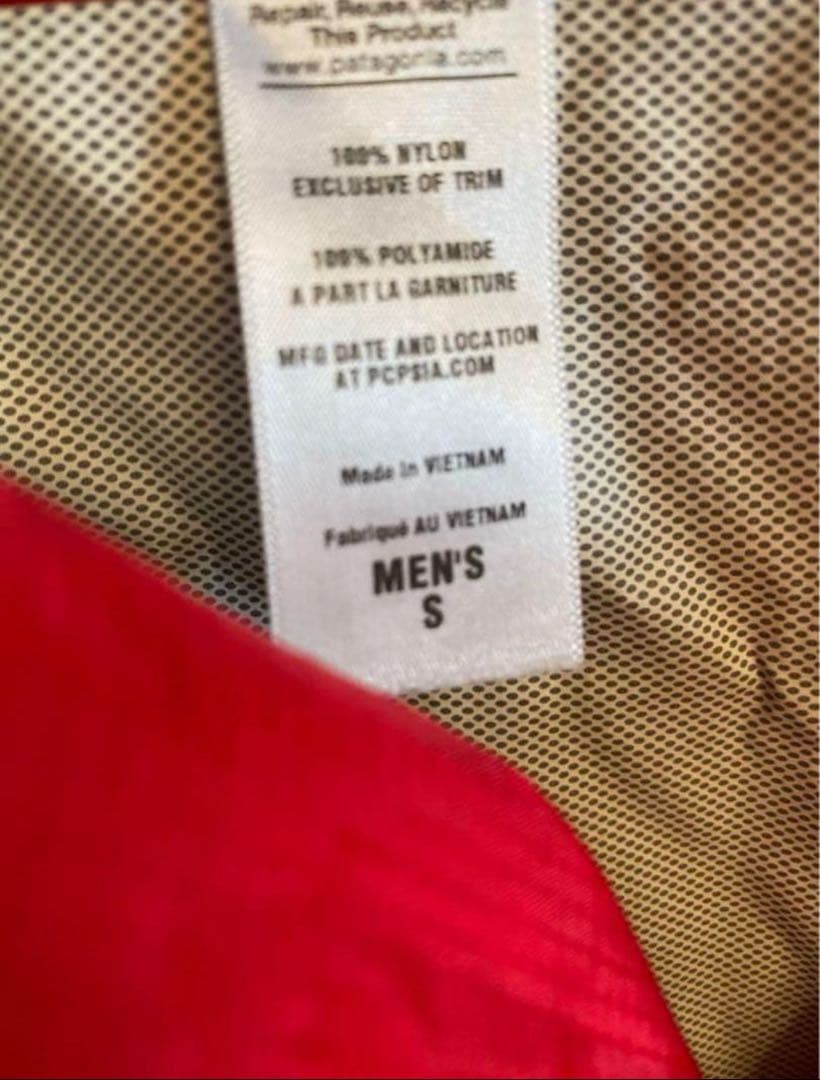 Repair, Reuse, Recycle
This Product
www.patagonia.com
100% NYLON
EXCLUSIVE OF TRIM
100% POLYAMIDE
A PART LA GARNITURE
MFG DATE AND LOCATION
AT PCPSIA.COM
Made in VIETNAM
Fabriqué AU VIETNAM
MEN'S
S